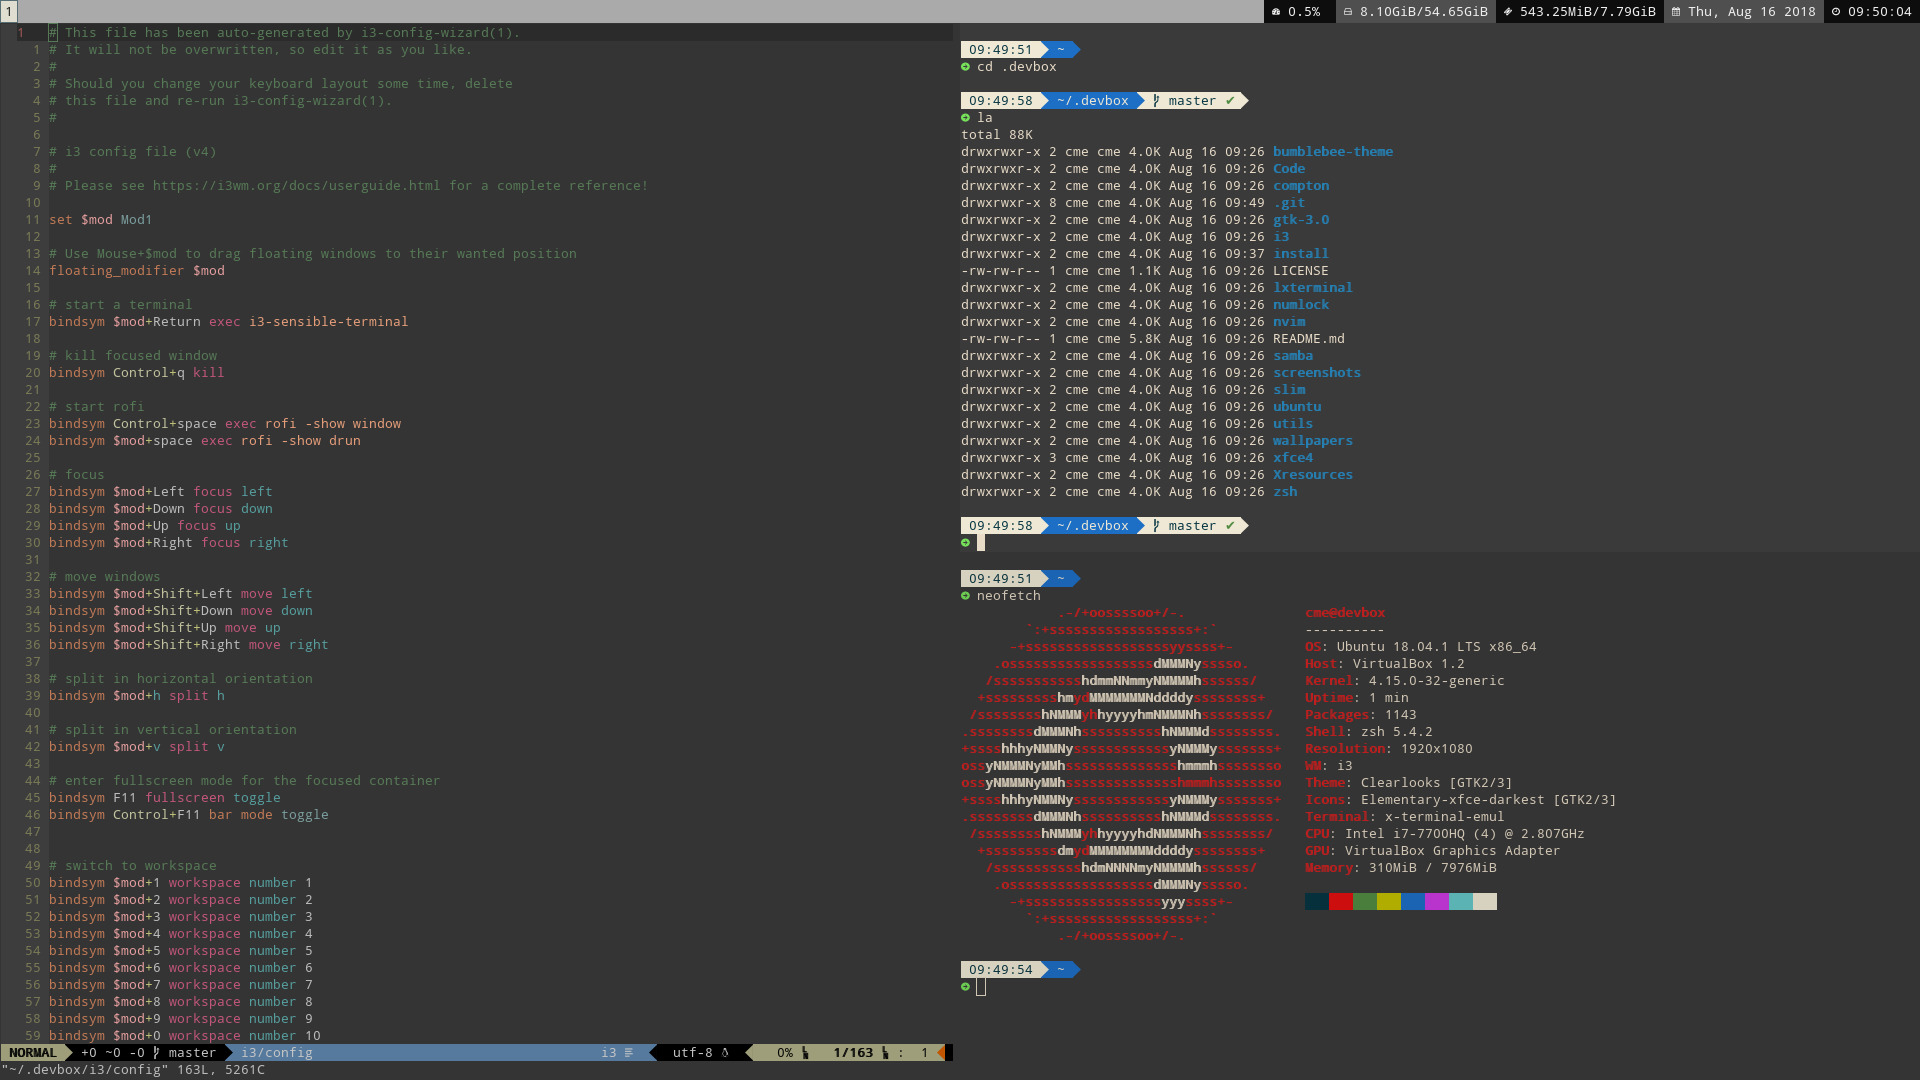 1
0.5%
8.10GiB/54.65GiB
543.25MiB/7.79GiB
Thu, Aug 16 2018
09:50:04
1 # This file has been auto-generated by i3-config-wizard(1).
1 # It will not be overwritten, so edit it as you like.
2 #
3 # Should you change your keyboard layout some time, delete
4 # this file and re-run i3-config-wizard(1).
5 #
6
7 # i3 config file (v4)
8 #
9 # Please see https://i3wm.org/docs/userguide.html for a complete reference!
10
11 set $mod Mod1
12
13 # Use Mouse+$mod to drag floating windows to their wanted position
14 floating_modifier $mod
15
16 # start a terminal
17 bindsym $mod+Return exec i3-sensible-terminal
18
19 # kill focused window
20 bindsym Control+q kill
21
22 # start rofi
23 bindsym Control+space exec rofi -show window
24 bindsym $mod+space exec rofi -show drun
25
26 # focus
27 bindsym $mod+Left focus left
28 bindsym $mod+Down focus down
29 bindsym $mod+Up focus up
30 bindsym $mod+Right focus right
31
32 # move windows
33 bindsym $mod+Shift+Left move left
34 bindsym $mod+Shift+Down move down
35 bindsym $mod+Shift+Up move up
36 bindsym $mod+Shift+Right move right
37
38 # split in horizontal orientation
39 bindsym $mod+h split h
40
41 # split in vertical orientation
42 bindsym $mod+v split v
43
44 # enter fullscreen mode for the focused container
45 bindsym F11 fullscreen toggle
46 bindsym Control+F11 bar mode toggle
47
48
49 # switch to workspace
50 bindsym $mod+1 workspace number 1
51 bindsym $mod+2 workspace number 2
52 bindsym $mod+3 workspace number 3
53 bindsym $mod+4 workspace number 4
54 bindsym $mod+5 workspace number 5
55 bindsym $mod+6 workspace number 6
56 bindsym $mod+7 workspace number 7
57 bindsym $mod+8 workspace number 8
58 bindsym $mod+9 workspace number 9
59 bindsym $mod+0 workspace number 10
NORMAL +0 ~0 -0 master i3/config i3 utf-8 0% 1/163 : 1
"~/.devbox/i3/config" 163L, 5261C
09:49:51 ~
cd .devbox
09:49:58 ~/.devbox master ✔
la
total 88K
drwxrwxr-x 2 cme cme 4.0K Aug 16 09:26 bumblebee-theme
drwxrwxr-x 2 cme cme 4.0K Aug 16 09:26 Code
drwxrwxr-x 2 cme cme 4.0K Aug 16 09:26 compton
drwxrwxr-x 8 cme cme 4.0K Aug 16 09:49 .git
drwxrwxr-x 2 cme cme 4.0K Aug 16 09:26 gtk-3.0
drwxrwxr-x 2 cme cme 4.0K Aug 16 09:26 i3
drwxrwxr-x 2 cme cme 4.0K Aug 16 09:37 install
-rw-rw-r-- 1 cme cme 1.1K Aug 16 09:26 LICENSE
drwxrwxr-x 2 cme cme 4.0K Aug 16 09:26 lxterminal
drwxrwxr-x 2 cme cme 4.0K Aug 16 09:26 numlock
drwxrwxr-x 2 cme cme 4.0K Aug 16 09:26 nvim
-rw-rw-r-- 1 cme cme 5.8K Aug 16 09:26 README.md
drwxrwxr-x 2 cme cme 4.0K Aug 16 09:26 samba
drwxrwxr-x 2 cme cme 4.0K Aug 16 09:26 screenshots
drwxrwxr-x 2 cme cme 4.0K Aug 16 09:26 slim
drwxrwxr-x 2 cme cme 4.0K Aug 16 09:26 ubuntu
drwxrwxr-x 2 cme cme 4.0K Aug 16 09:26 utils
drwxrwxr-x 2 cme cme 4.0K Aug 16 09:26 wallpapers
drwxrwxr-x 3 cme cme 4.0K Aug 16 09:26 xfce4
drwxrwxr-x 2 cme cme 4.0K Aug 16 09:26 Xresources
drwxrwxr-x 2 cme cme 4.0K Aug 16 09:26 zsh
09:49:58 ~/.devbox master ✔
09:49:51 ~
neofetch
.-/+oossssoo+/-.
`:+ssssssssssssssssss+:`
-+ssssssssssssssssssyyssss+-
.ossssssssssssssssssdMMMNysssso.
/ssssssssssshdmmNNmmyNMMMMhssssss/
+ssssssssshmydMMMMMMMNddddyssssssss+
/sssssssshNMMMyhhyyyyhmNMMMNhssssssss/
.ssssssssdMMMNhsssssssssshNMMMdssssssss.
+sssshhhyNMMNyssssssssssssyNMMMysssssss+
ossyNMMMNyMMhsssssssssssssshmmmhssssssso
ossyNMMMNyMMhsssssssssssssshmmmhssssssso
+sssshhhyNMMNyssssssssssssyNMMMysssssss+
.ssssssssdMMMNhsssssssssshNMMMdssssssss.
/sssssssshNMMMyhhyyyyhdNMMMNhssssssss/
+sssssssssdmydMMMMMMMMddddyssssssss+
/ssssssssssshdmNNNNmyNMMMMhssssss/
.ossssssssssssssssssdMMMNysssso.
-+sssssssssssssssssyyyssss+-
`:+ssssssssssssssssss+:`
.-/+oossssoo+/-.
cme@devbox
----------
OS: Ubuntu 18.04.1 LTS x86_64
Host: VirtualBox 1.2
Kernel: 4.15.0-32-generic
Uptime: 1 min
Packages: 1143
Shell: zsh 5.4.2
Resolution: 1920x1080
WM: i3
Theme: Clearlooks [GTK2/3]
Icons: Elementary-xfce-darkest [GTK2/3]
Terminal: x-terminal-emul
CPU: Intel i7-7700HQ (4) @ 2.807GHz
GPU: VirtualBox Graphics Adapter
Memory: 310MiB / 7976MiB
09:49:54 ~